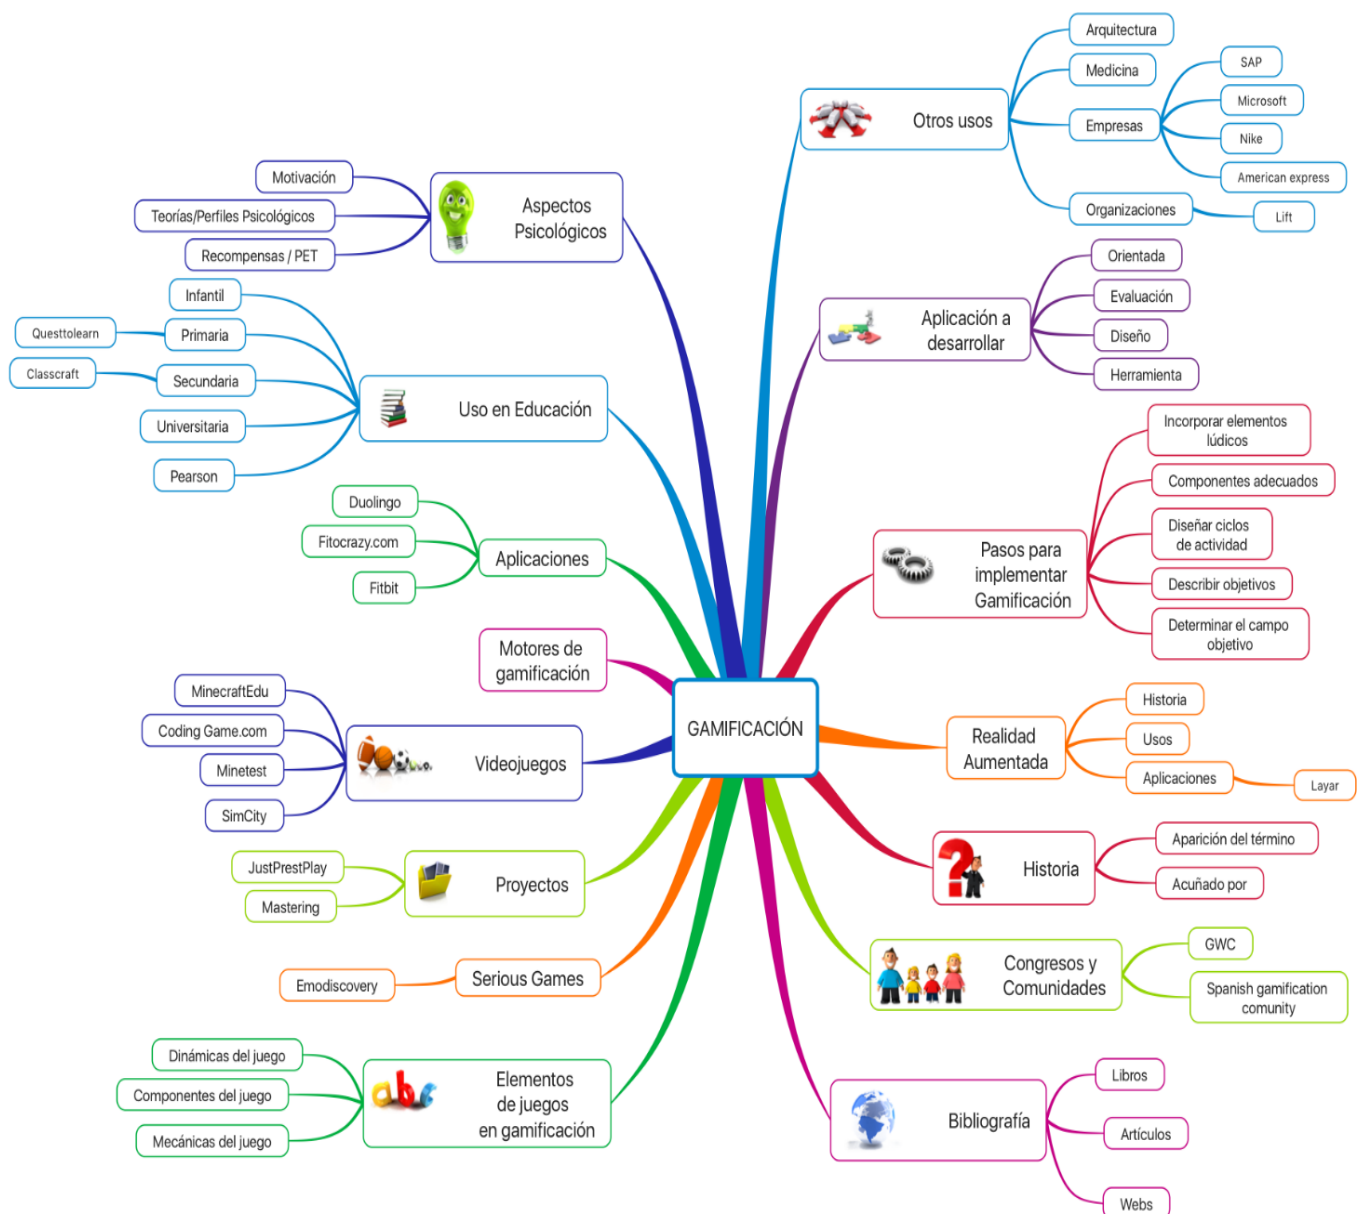 GAMIFICACIÓN
Otros usos
Arquitectura
Medicina
Empresas
SAP
Microsoft
Nike
American express
Organizaciones
Lift
Aplicación a
desarrollar
Orientada
Evaluación
Diseño
Herramienta
Pasos para
implementar
Gamificación
Incorporar elementos
lúdicos
Componentes adecuados
Diseñar ciclos
de actividad
Describir objetivos
Determinar el campo
objetivo
Realidad
Aumentada
Historia
Usos
Aplicaciones
Layar
Historia
Aparición del término
Acuñado por
Congresos y
Comunidades
GWC
Spanish gamification
comunity
Bibliografía
Libros
Artículos
Webs
Aspectos
Psicológicos
Motivación
Teorías/Perfiles Psicológicos
Recompensas / PET
Uso en Educación
Infantil
Primaria
Questtolearn
Secundaria
Classcraft
Universitaria
Pearson
Aplicaciones
Duolingo
Fitocrazy.com
Fitbit
Motores de
gamificación
Videojuegos
MinecraftEdu
Coding Game.com
Minetest
SimCity
Proyectos
JustPrestPlay
Mastering
Serious Games
Emodiscovery
Elementos
de juegos
en gamificación
Dinámicas del juego
Componentes del juego
Mecánicas del juego
abc